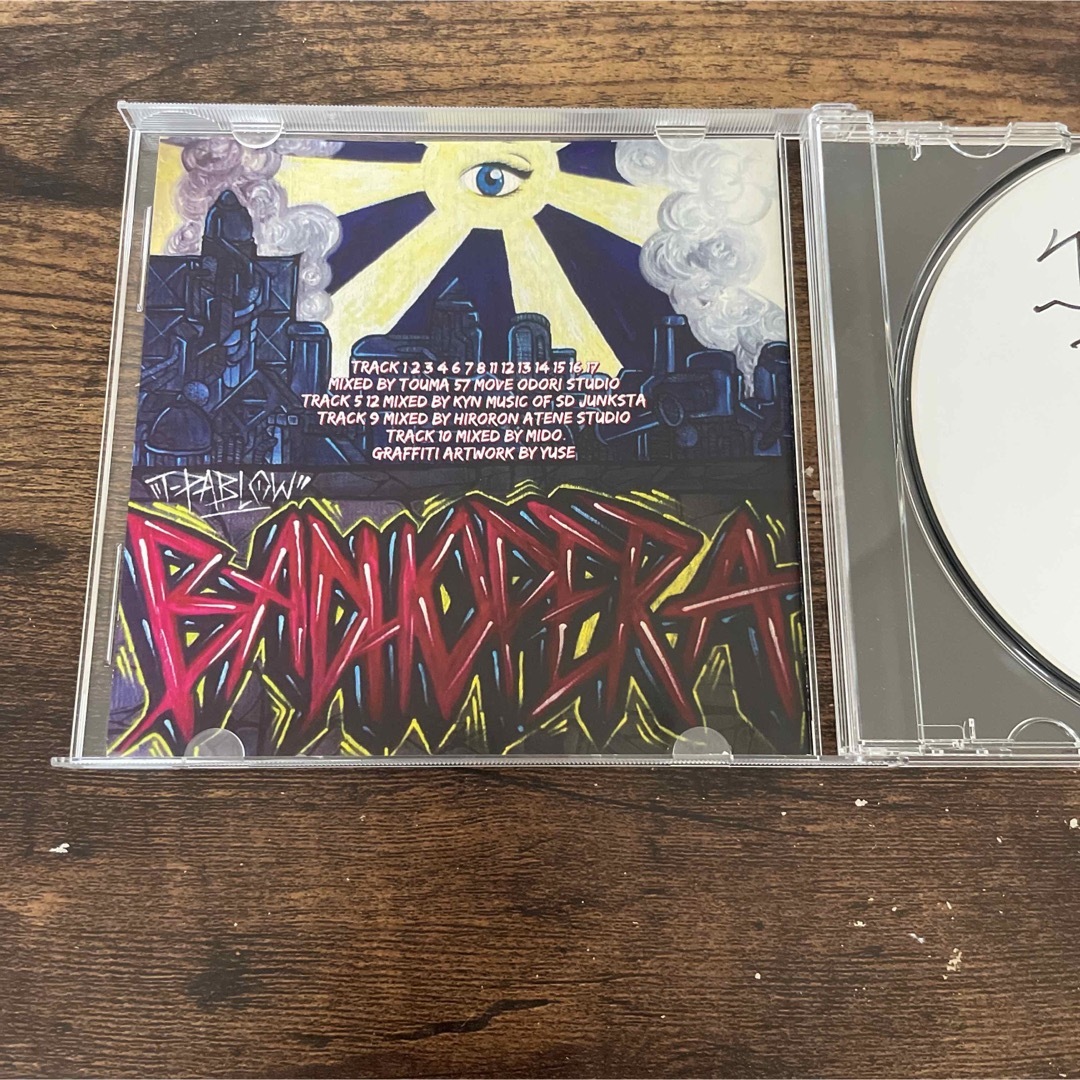 TRACK 1 2 3 4 6 7 8 11 12 13 14 15 16 17
MIXED BY TOUMA 57 MOVE ODORI STUDIO
TRACK 5 12 MIXED BY KYN MUSIC OF SD JUNKSTA
TRACK 9 MIXED BY HIRORON ATENE STUDIO
TRACK 10 MIXED BY MIDO.
GRAFFITI ARTWORK BY YUSE
"T-PABLOW"
BADHOPERA